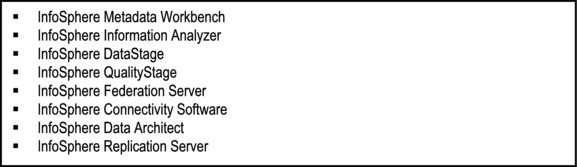 ▪ InfoSphere Metadata Workbench
▪ InfoSphere Information Analyzer
▪ InfoSphere DataStage
▪ InfoSphere QualityStage
▪ InfoSphere Federation Server
▪ InfoSphere Connectivity Software
▪ InfoSphere Data Architect
▪ InfoSphere Replication Server